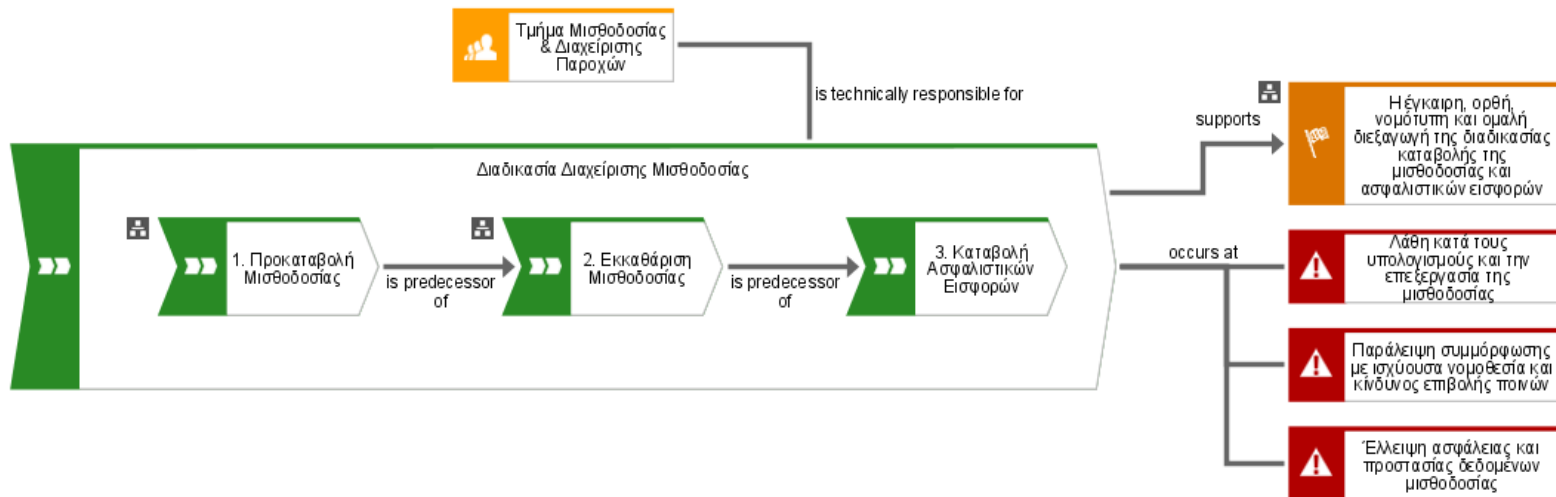 Τμήμα Μισθοδοσίας
& Διαχείρισης
Παροχών
is technically responsible for
supports
Η έγκαιρη, ορθή,
νομότυπη και ομαλή
διεξαγωγή της διαδικασίας
καταβολής της
μισθοδοσίας και
ασφαλιστικών εισφορών
Διαδικασία Διαχείρισης Μισθοδοσίας
1. Προκαταβολή
Μισθοδοσίας
is predecessor
of
2. Εκκαθάριση
Μισθοδοσίας
is predecessor
of
3. Καταβολή
Ασφαλιστικών
Εισφορών
occurs at
Λάθη κατά τους
υπολογισμούς και την
επεξεργασία της
μισθοδοσίας
Παράλειψη συμμόρφωσης
με ισχύουσα νομοθεσία και
κίνδυνος επιβολής ποινών
Έλλειψη ασφάλειας και
προστασίας δεδομένων
μισθοδοσίας